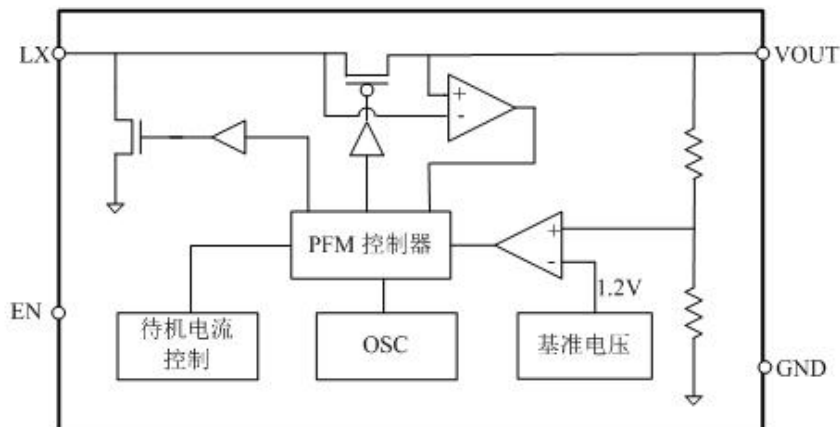 LX
VOUT
+
-
PFM 控制器
+
-
1.2V
EN
待机电流
控制
OSC
基准电压
GND